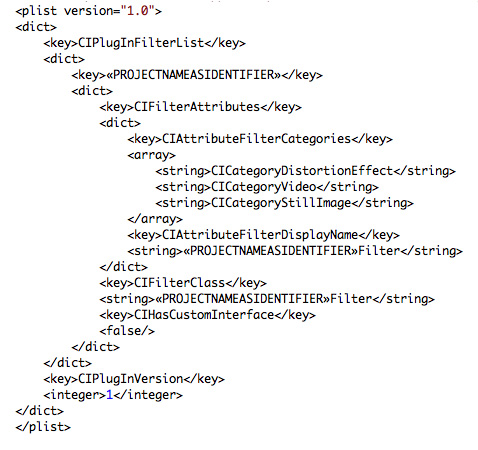 <plist version="1.0">
<dict>
    <key>CIPlugInFilterList</key>
    <dict>
        <key>«PROJECTNAMEASIDENTIFIER»</key>
        <dict>
            <key>CIFilterAttributes</key>
            <dict>
                <key>CIAttributeFilterCategories</key>
                <array>
                    <string>CICategoryDistortionEffect</string>
                    <string>CICategoryVideo</string>
                    <string>CICategoryStillImage</string>
                </array>
                <key>CIAttributeFilterDisplayName</key>
                <string>«PROJECTNAMEASIDENTIFIER»Filter</string>
            </dict>
            <key>CIFilterClass</key>
            <string>«PROJECTNAMEASIDENTIFIER»Filter</string>
            <key>CIHasCustomInterface</key>
            <false/>
        </dict>
    </dict>
    <key>CIPlugInVersion</key>
    <integer>1</integer>
</dict>
</plist>